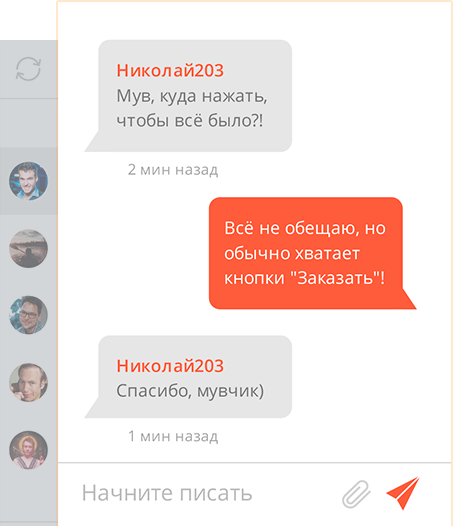 Николай203
Мув, куда нажать,
чтобы всё было?!
2 мин назад
Всё не обещаю, но
обычно хватает
кнопки "Заказать"!
Николай203
Спасибо, мувчик)
1 мин назад
Начните писать